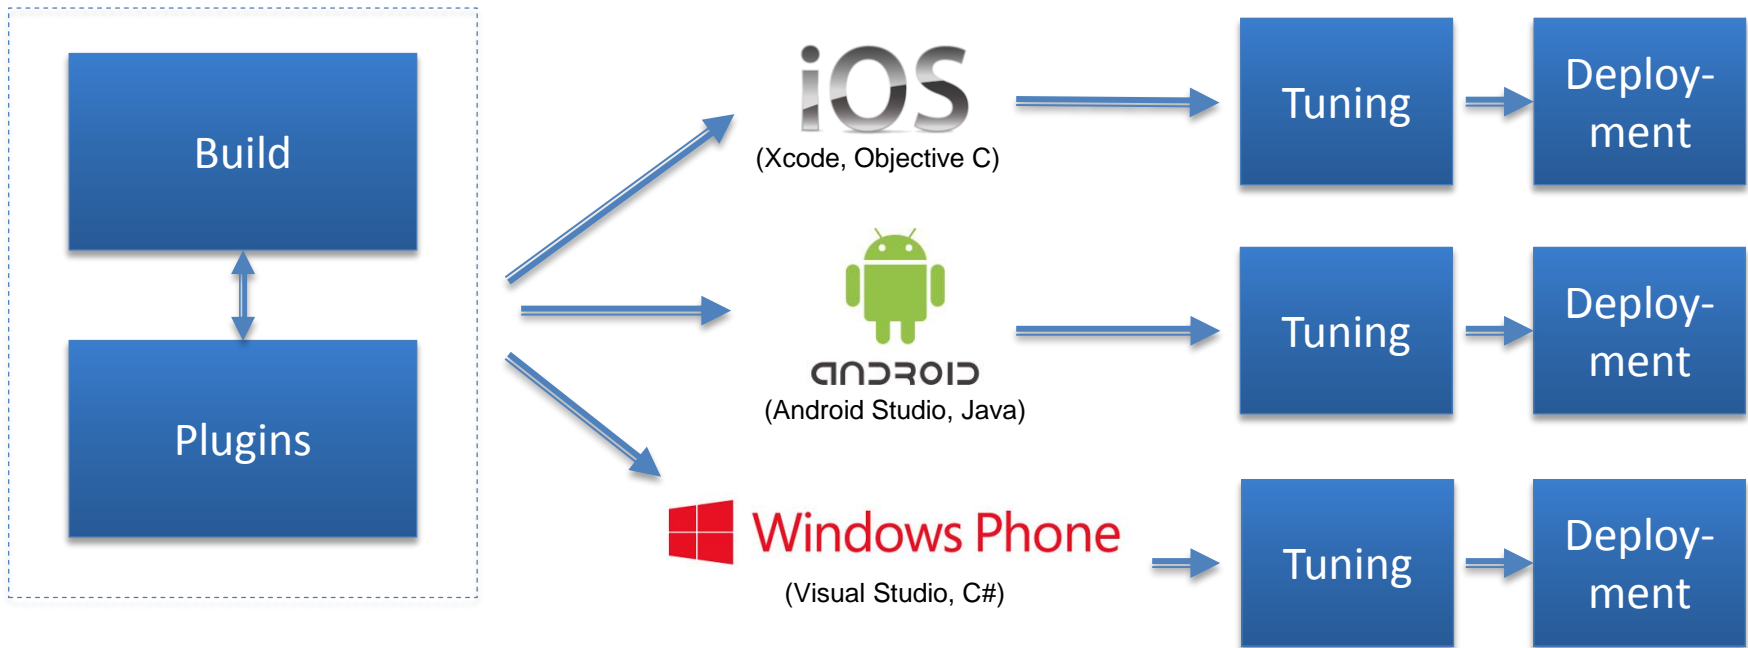 Build
Plugins
iOS
(Xcode, Objective C)
Tuning
Deploy-
ment
ANDROID
(Android Studio, Java)
Tuning
Deploy-
ment
Windows Phone
(Visual Studio, C#)
Tuning
Deploy-
ment